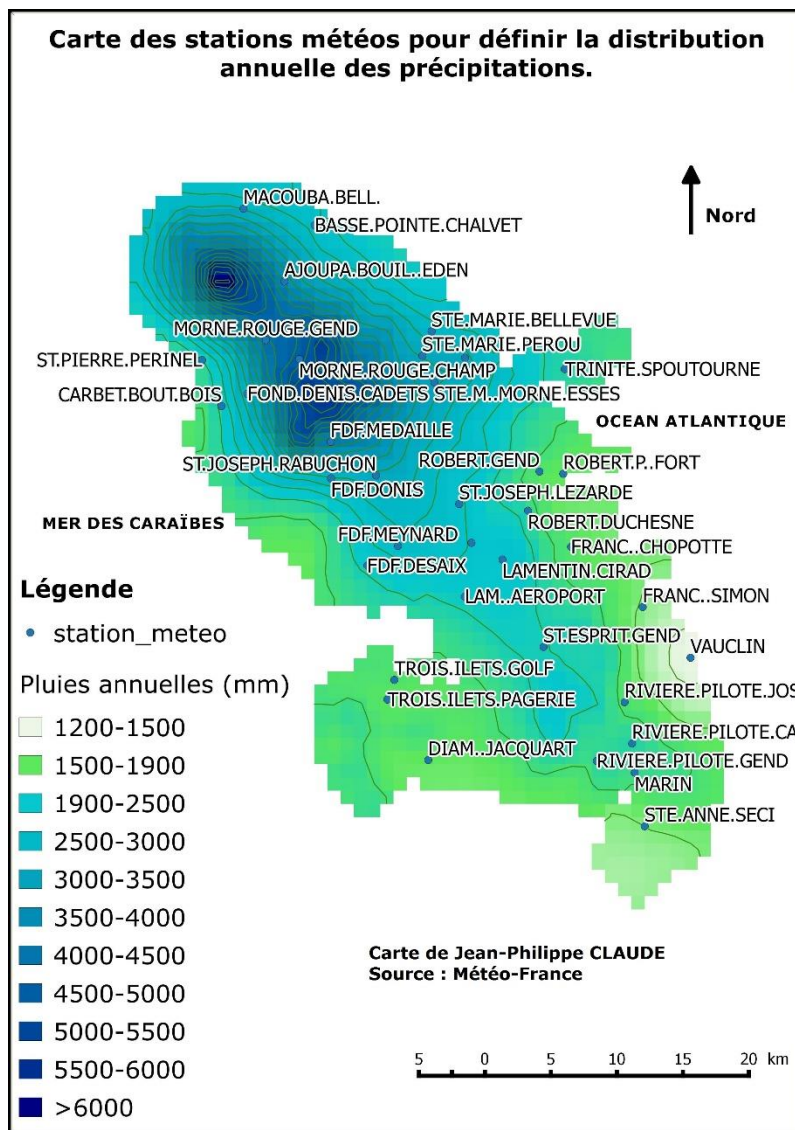 Carte des stations météos pour définir la distribution
annuelle des précipitations.
Nord
MACOUBA.BELL.
BASSE.POINTE.CHALVET
AJOUPA.BOUIL..EDEN
STE.MARIE.BELLEVUE
MORNE.ROUGE.GEND
STE.MARIE.PEROU
ST.PIERRE.PERINEL
MORNE.ROUGE.CHAMP
TRINITE.SPOUTOURNE
CARBET.BOUT.BOIS
FOND.DENIS.CADETS
STE.M..MORNE.ESSES
OCEAN ATLANTIQUE
FDF.MEDAILLE
ST.JOSEPH.RABUCHON
ROBERT.GEND
ROBERT.P..FORT
FDF.DONIS
ST.JOSEPH.LEZARDE
MER DES CARAÏBES
ROBERT.DUCHESNE
FDF.MEYNARD
FRANC..CHOPOTTE
FDF.DESAIX
LAMENTIN.CIRAD
LAM..AEROPORT
FRANC..SIMON
ST.ESPRIT.GEND
VAUCLIN
TROIS.ILETS.GOLF
TROIS.ILETS.PAGERIE
RIVIERE.PILOTE.JOS
RIVIERE.PILOTE.CA
DIAM..JACQUART
RIVIERE.PILOTE.GEND
MARIN
STE.ANNE.SECI
Légende
station_meteo
Pluies annuelles (mm)
1200-1500
1500-1900
1900-2500
2500-3000
3000-3500
3500-4000
4000-4500
4500-5000
5000-5500
5500-6000
>6000
Carte de Jean-Philippe CLAUDE
Source : Météo-France
5 0 5 10 15 20 km